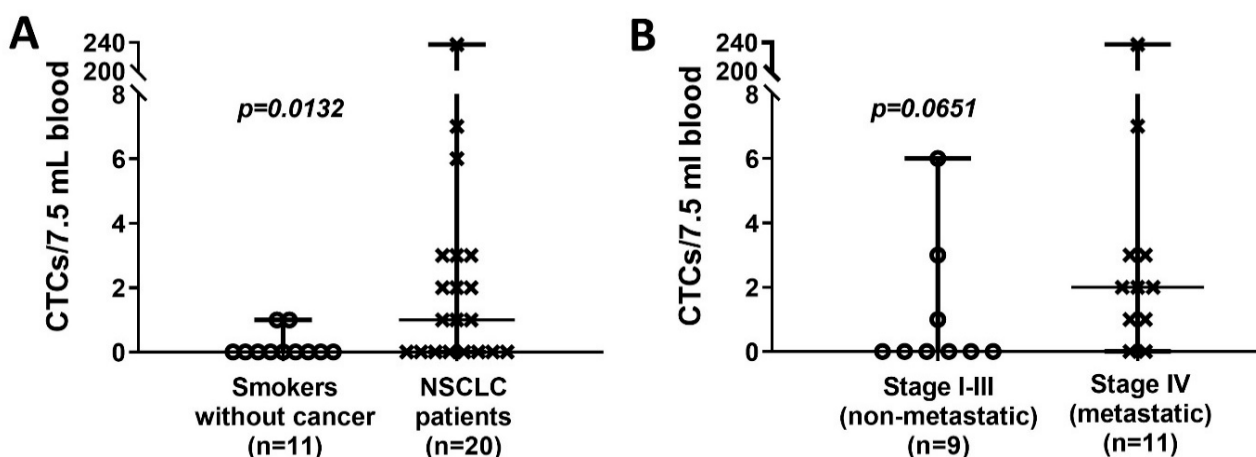 A
CTCs/7.5 mL blood
240
200
8
6
4
2
0
p=0.0132
Smokers
without cancer
(n=11)
NSCLC
patients
(n=20)
B
CTCs/7.5 ml blood
240
200
8
6
4
2
0
p=0.0651
Stage I-III
(non-metastatic)
(n=9)
Stage IV
(metastatic)
(n=11)